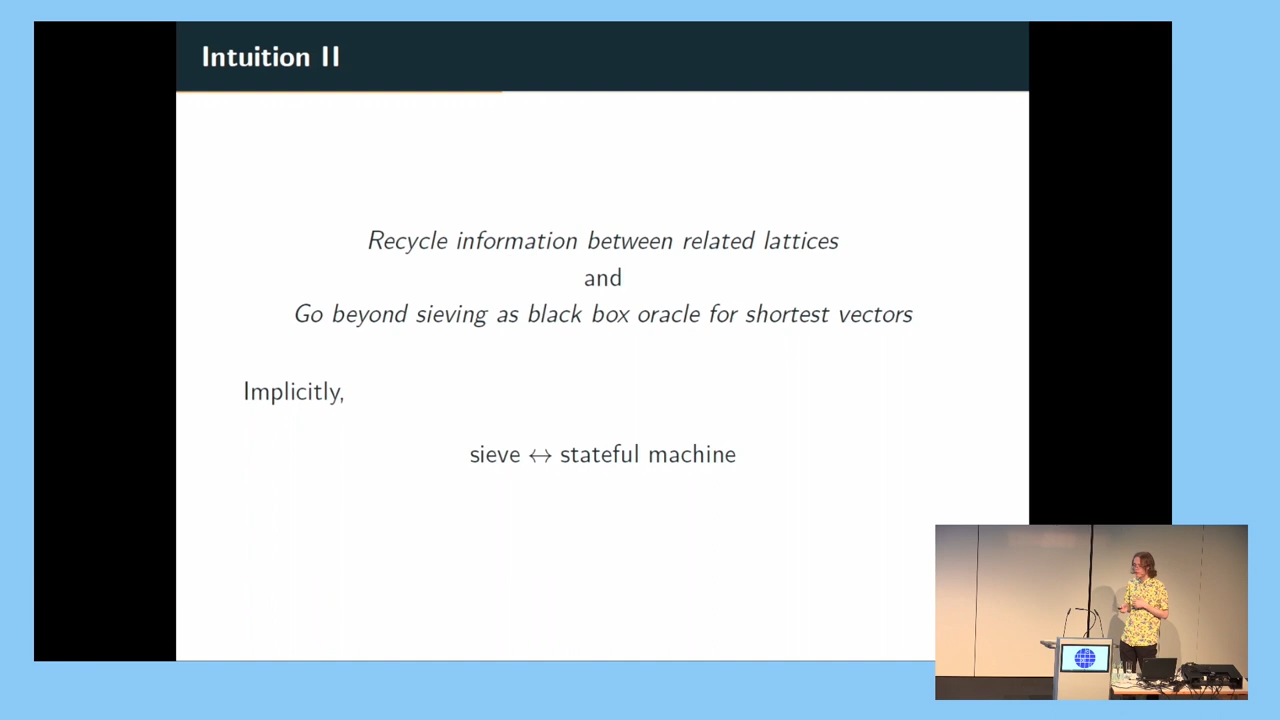 Intuition II
Recycle information between related lattices
and
Go beyond sieving as black box oracle for shortest vectors
Implicitly,
sieve ↔ stateful machine